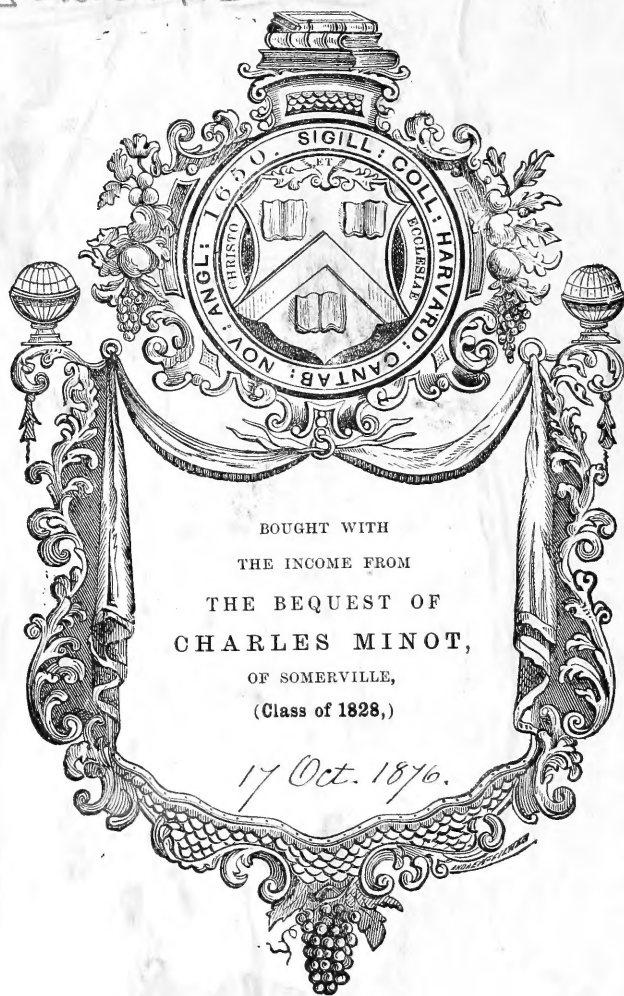 SIGILL: COLL: HARVARD: CANTAB: NOV: ANGL: 1650.
CHRISTO
ET
ECCLESIAE
BOUGHT WITH
THE INCOME FROM
THE BEQUEST OF
CHARLES MINOT,
OF SOMERVILLE,
(Class of 1828,)
17 Oct. 1876.